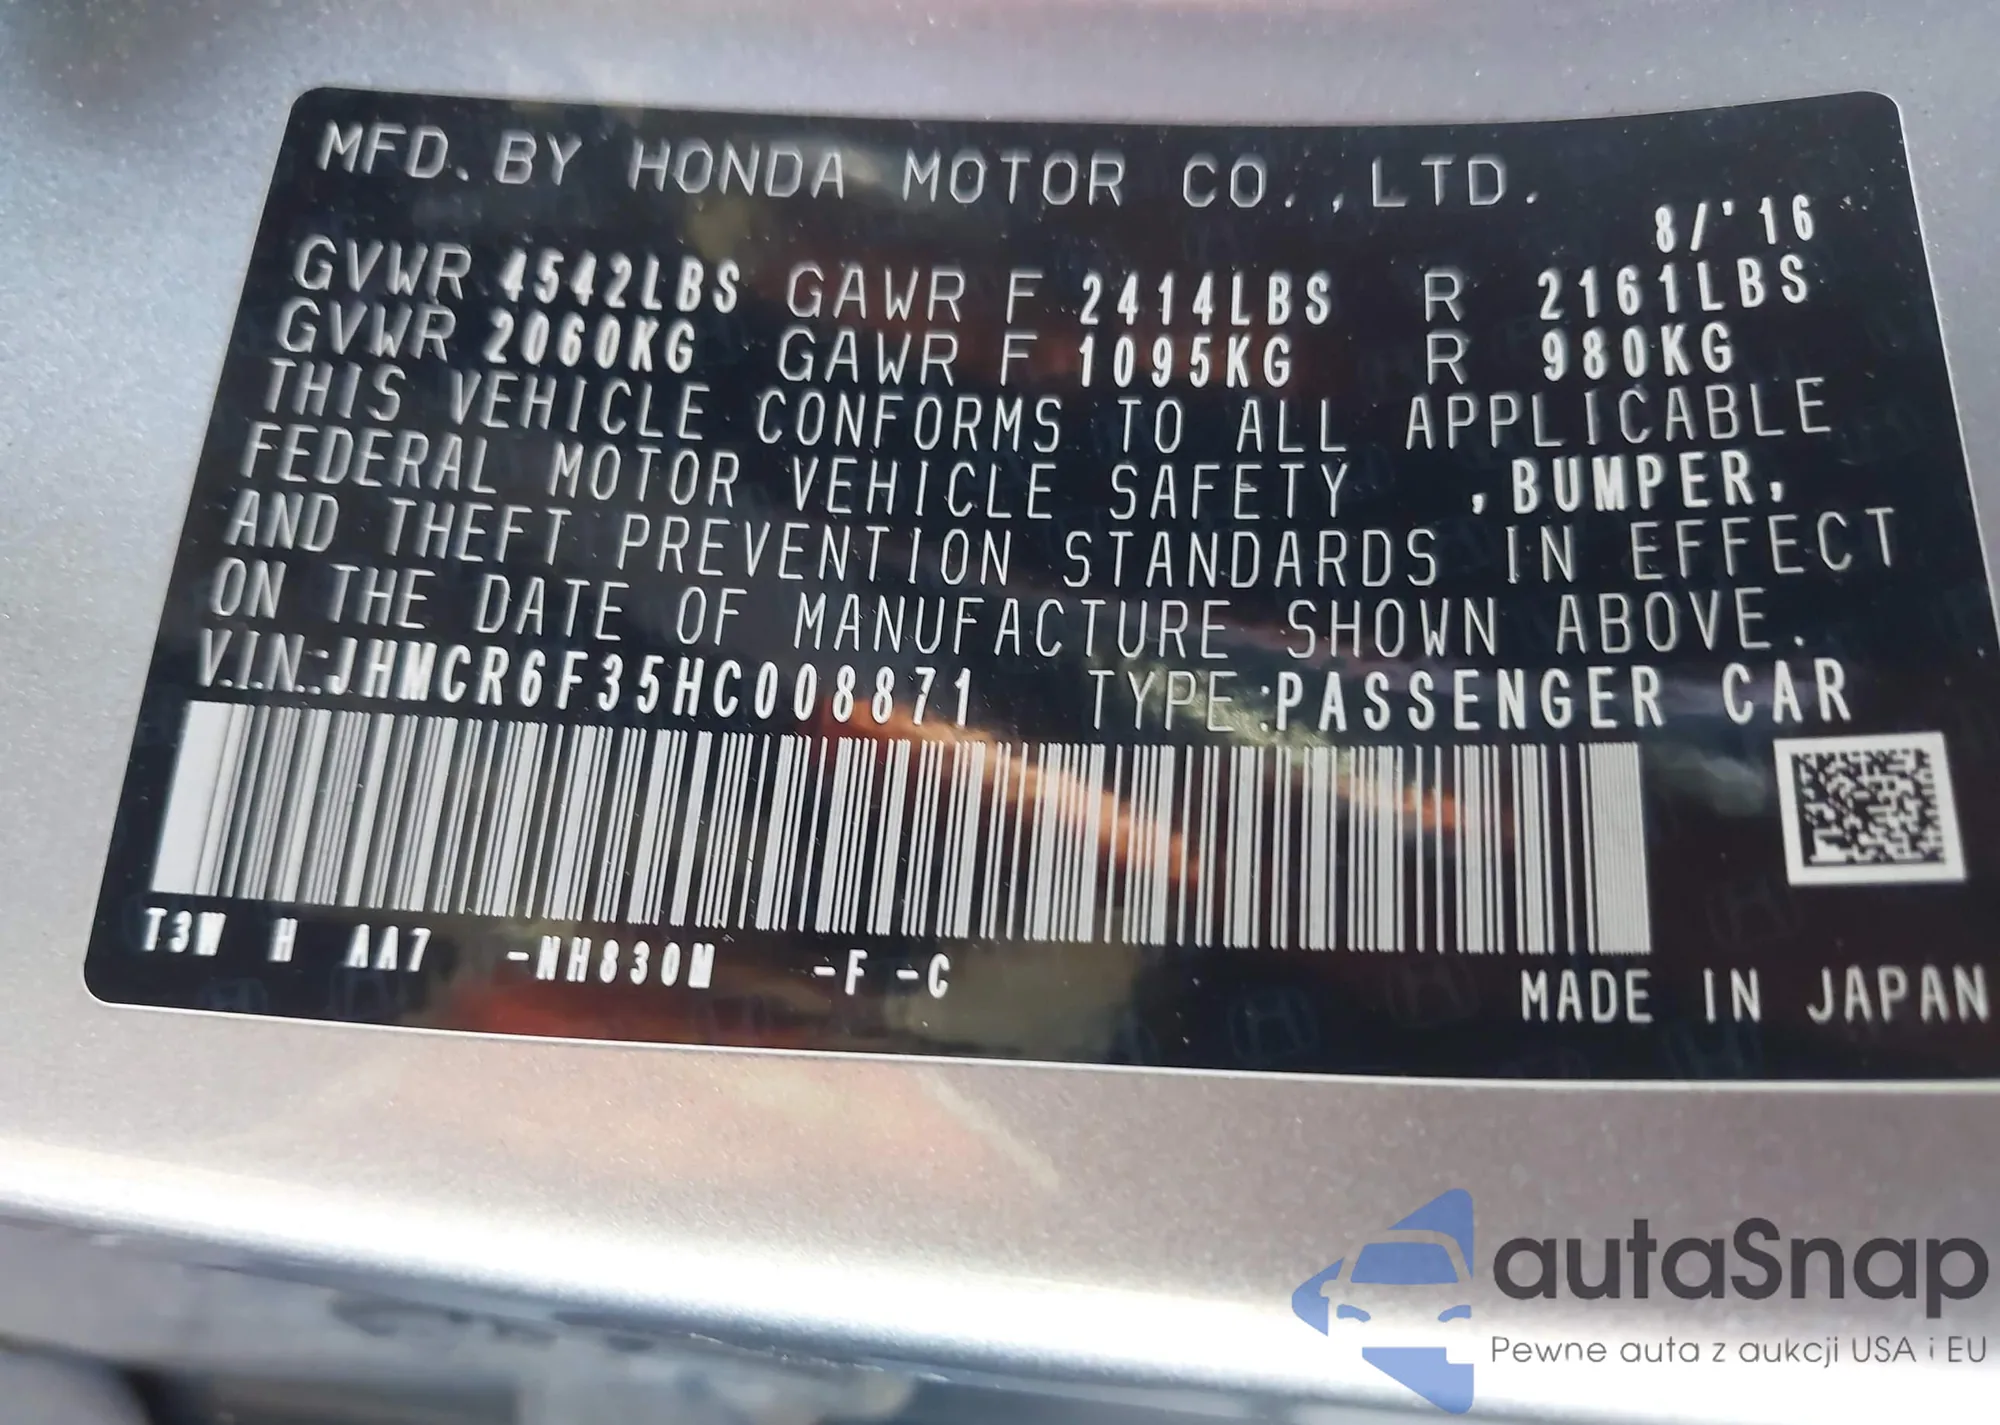 MFD. BY HONDA MOTOR CO., LTD.
8/'16
GVWR 4542LBS GAWR F 2414LBS R 2161LBS
GVWR 2060KG GAWR F 1095KG R 980KG
THIS VEHICLE CONFORMS TO ALL APPLICABLE
FEDERAL MOTOR VEHICLE SAFETY ,BUMPER,
AND THEFT PREVENTION STANDARDS IN EFFECT
ON THE DATE OF MANUFACTURE SHOWN ABOVE.
V.I.N.:JHMCR6F35HC008871 TYPE:PASSENGER CAR
T3W H AA7 -NH830M -F -C
MADE IN JAPAN
autaSnap
Pewne auta z aukcji USA i EU